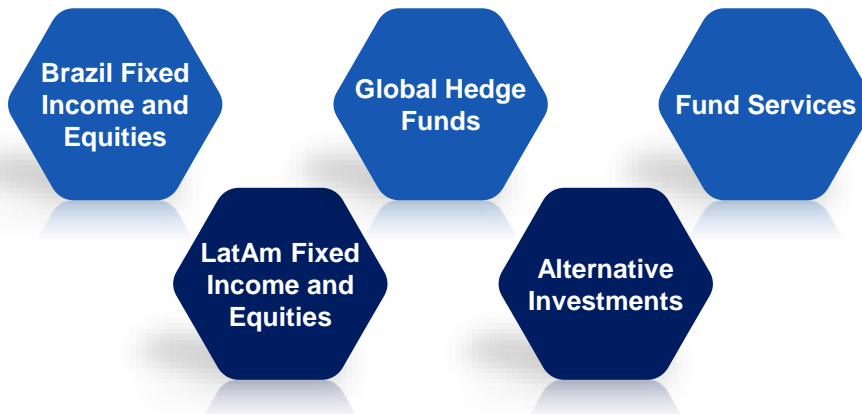 Brazil Fixed
Income and
Equities
Global Hedge
Funds
Fund Services
LatAm Fixed
Income and
Equities
Alternative
Investments